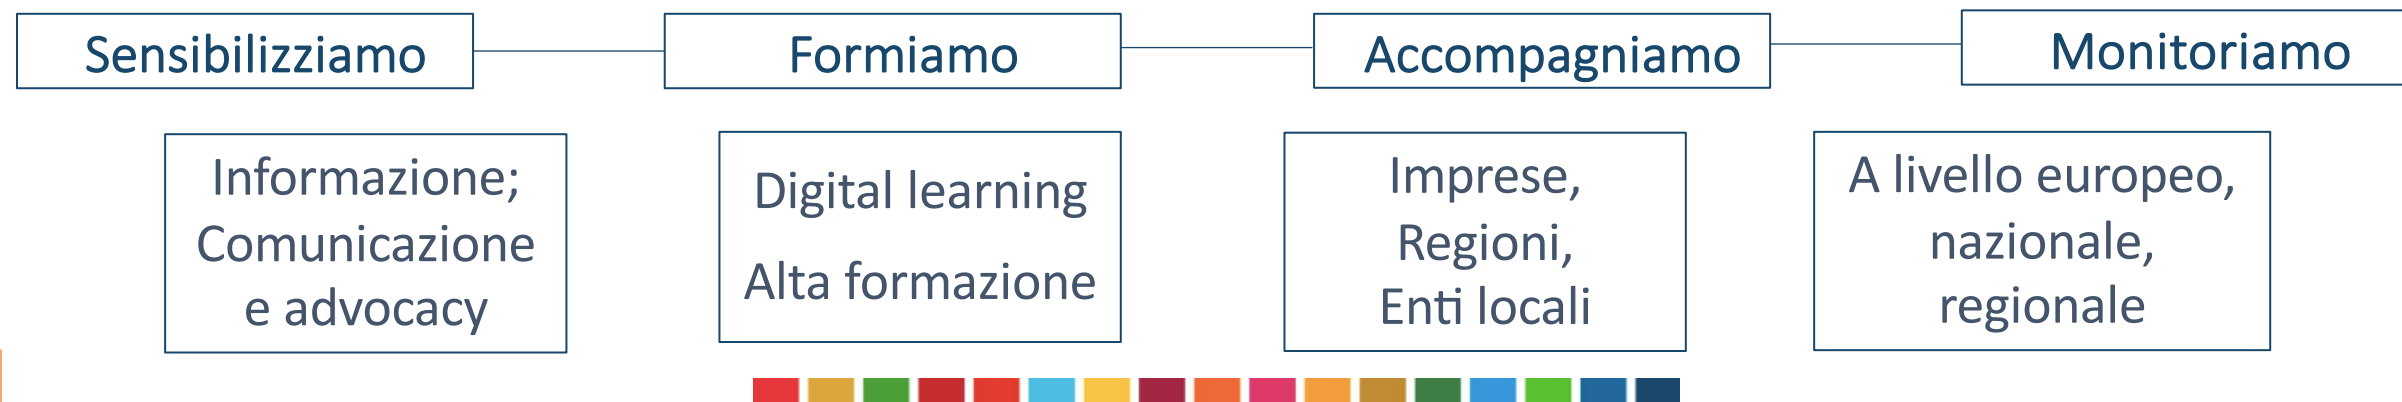 Sensibilizziamo
Formiamo
Accompagniamo
Monitoriamo
Informazione;
Comunicazione
e advocacy
Digital learning
Alta formazione
Imprese,
Regioni,
Enti locali
A livello europeo,
nazionale,
regionale